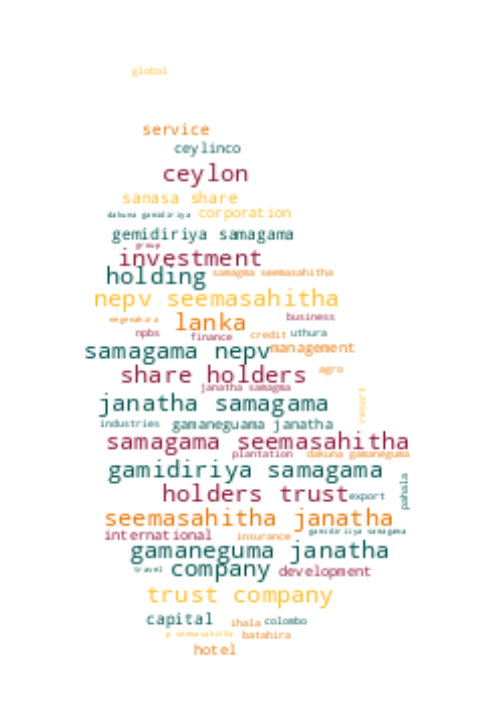 global
service
ceylinco
ceylon
sanasa share
dakuna gamidiriya corporation
gemidiriya samagama
group
investment
holding samagma seemasahitha
nepv seemasahitha
negenahira lanka business
npbs finance credit uthura
samagama nepv management
share holders agro
janatha samagma
janatha samagama resort
industries gamaneguama janatha
samagama seemasahitha
plantation dakuna gamaneguma
gamidiriya samagama pahala
holders trust export
seemasahitha janatha
international insurance gamidiriya samagama
gamaneguma janatha
travel company development
trust company
capital ihala colombo
p seemasahitha batahira
hotel